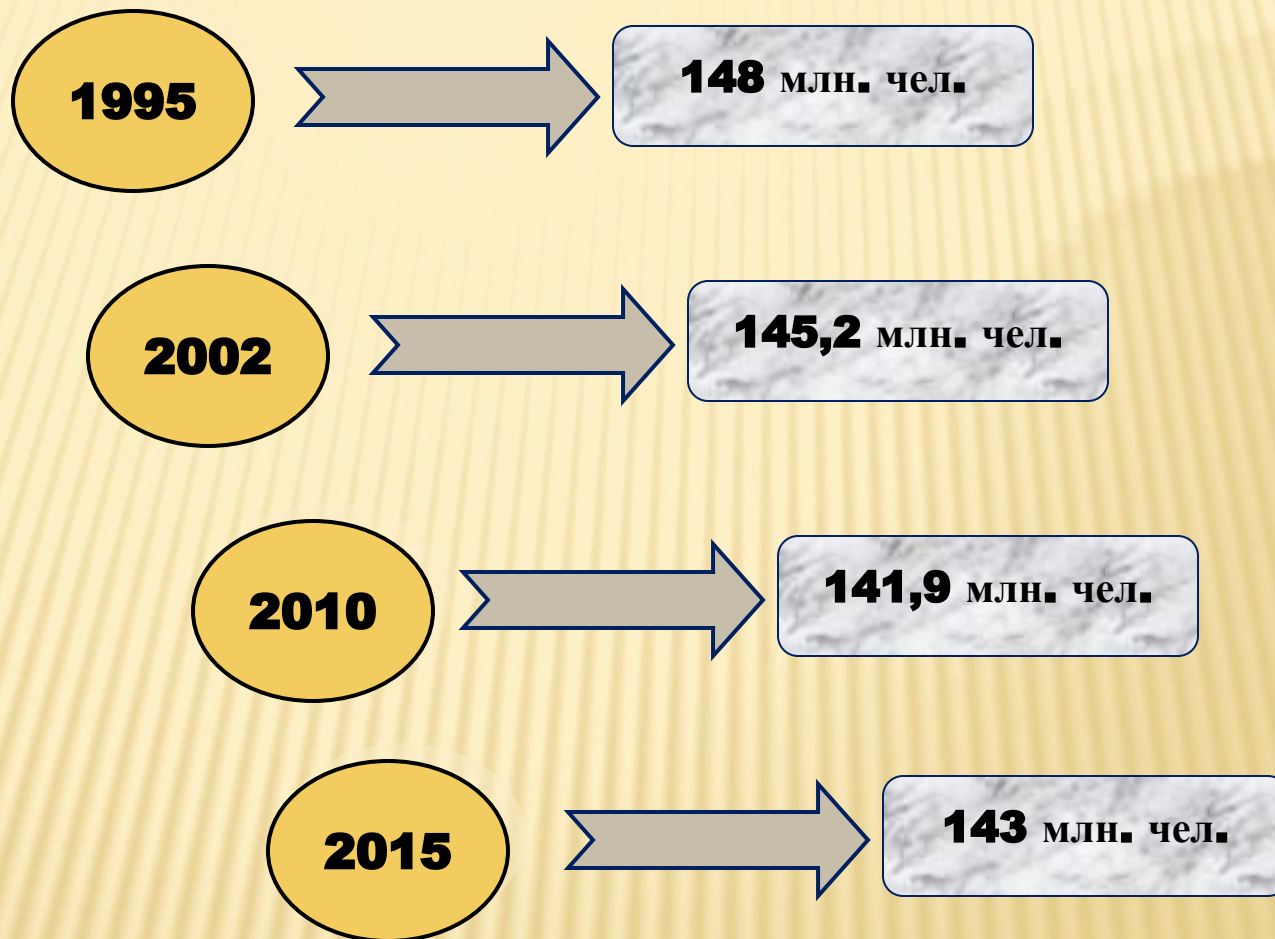 1995
148 млн. чел.
2002
145,2 млн. чел.
2010
141,9 млн. чел.
2015
143 млн. чел.